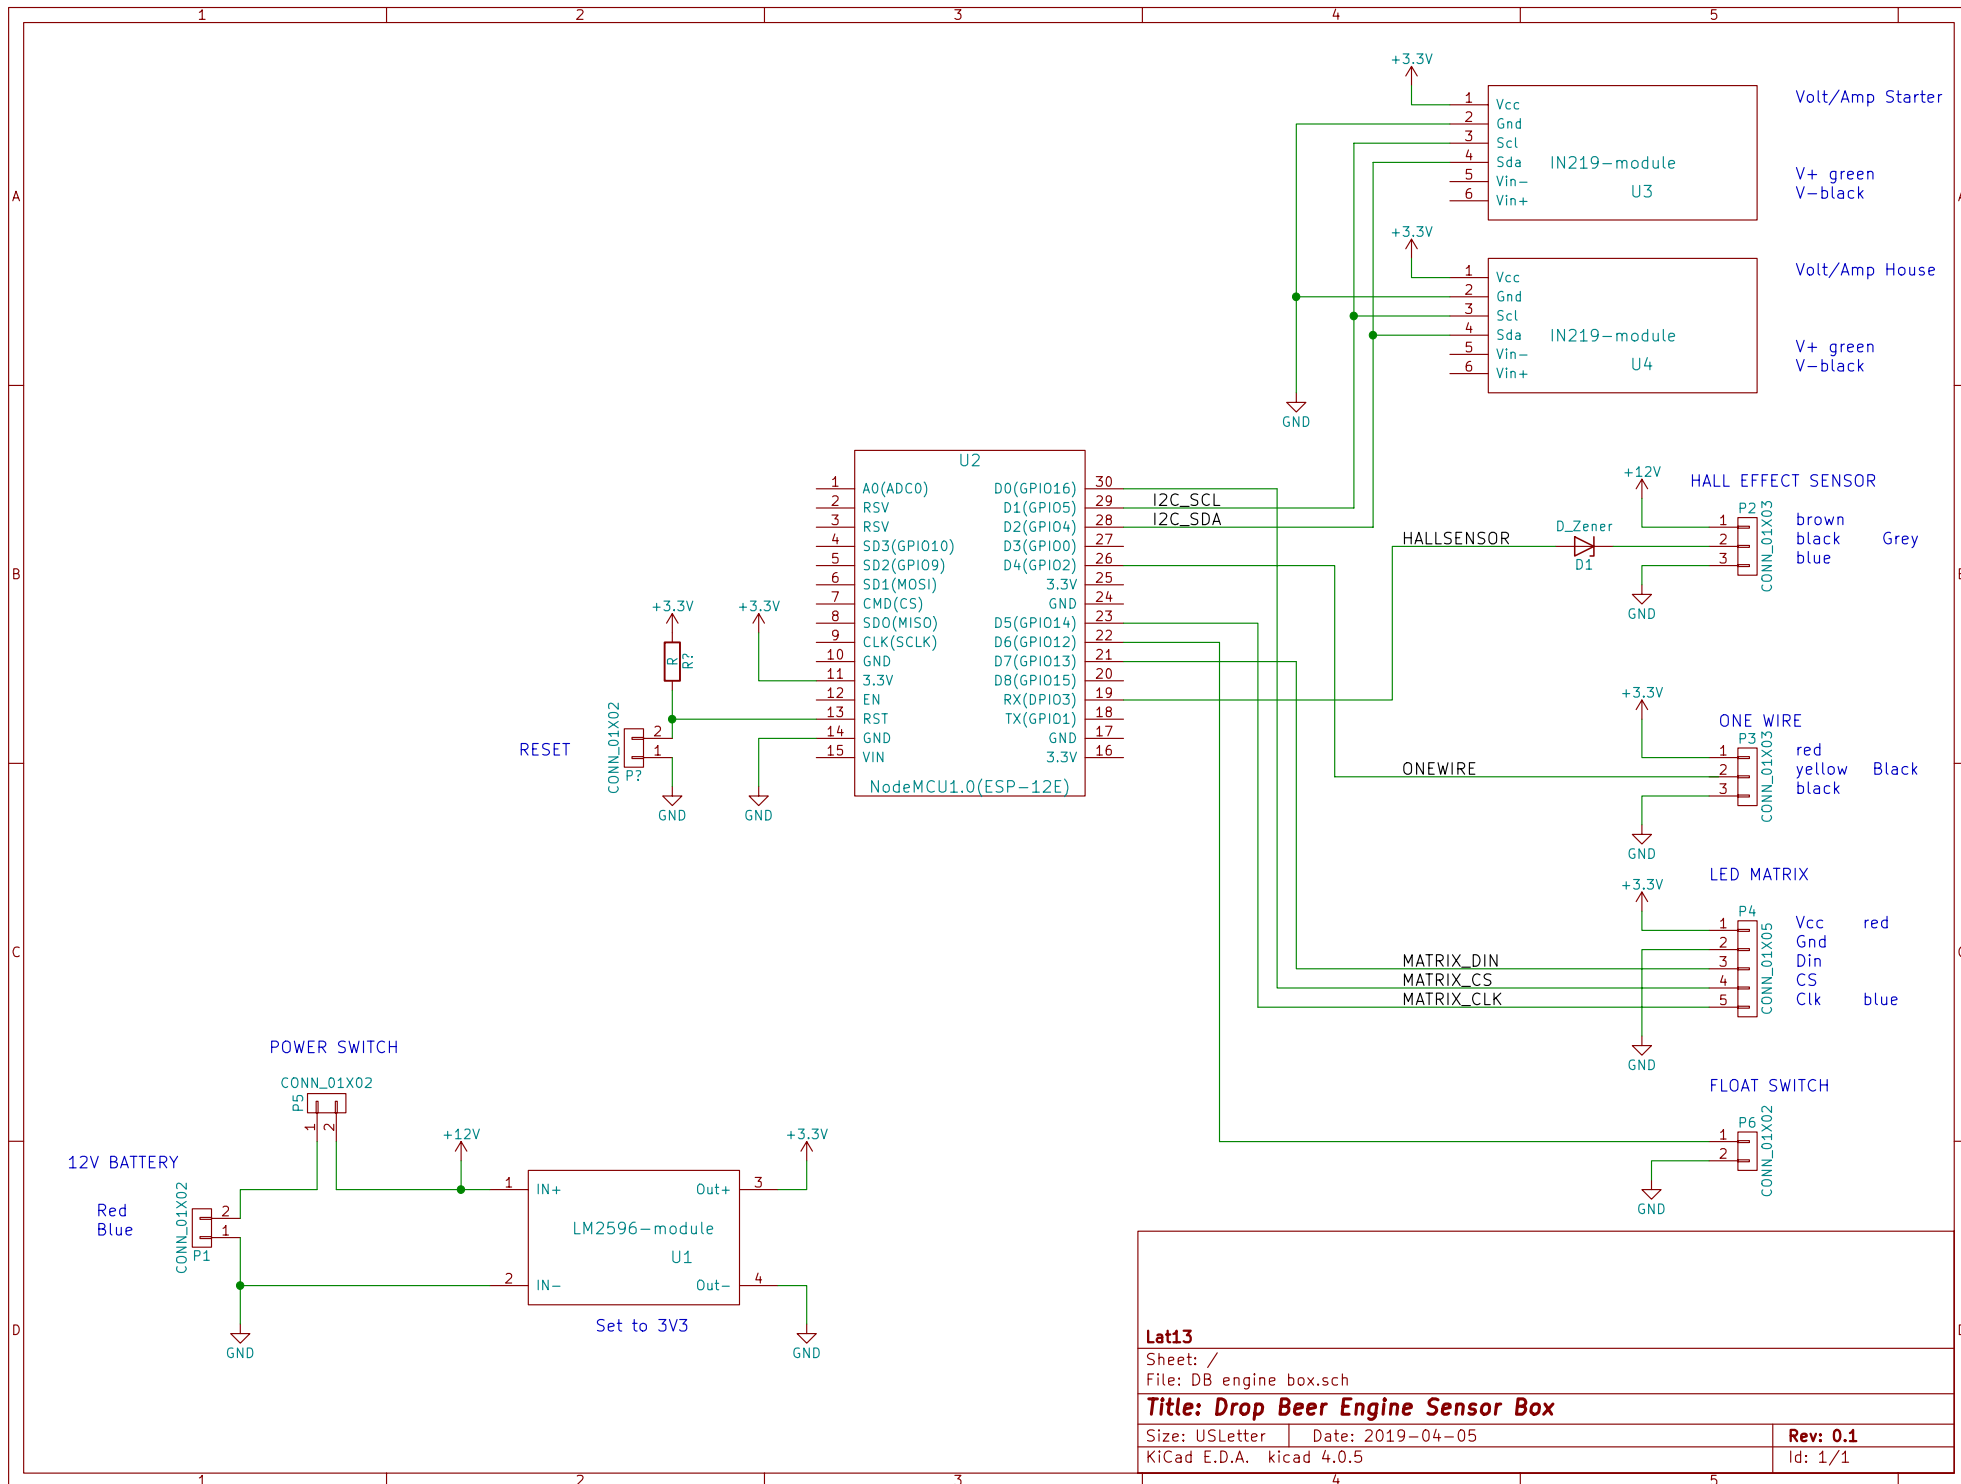 1 2 3 4 5
A
B
C
D
+3.3V
1 Vcc
2 Gnd
3 Scl
4 Sda
5 Vin-
6 Vin+
IN219-module
U3
Volt/Amp Starter
V+ green
V-black
+3.3V
1 Vcc
2 Gnd
3 Scl
4 Sda
5 Vin-
6 Vin+
IN219-module
U4
Volt/Amp House
V+ green
V-black
GND
U2
1 A0(ADC0)
2 RSV
3 RSV
4 SD3(GPIO10)
5 SD2(GPIO9)
6 SD1(MOSI)
7 CMD(CS)
8 SDO(MISO)
9 CLK(SCLK)
10 GND
11 3.3V
12 EN
13 RST
14 GND
15 VIN
D0(GPIO16) 30
D1(GPIO5) 29
D2(GPIO4) 28
D3(GPIO0) 27
D4(GPIO2) 26
3.3V 25
GND 24
D5(GPIO14) 23
D6(GPIO12) 22
D7(GPIO13) 21
D8(GPIO15) 20
RX(DPIO3) 19
TX(GPIO1) 18
GND 17
3.3V 16
NodeMCU1.0(ESP-12E)
I2C_SCL
I2C_SDA
HALLSENSOR
D_Zener
D1
+12V
HALL EFFECT SENSOR
P2
CONN_01X03
1 brown
2 black Grey
3 blue
GND
+3.3V
+3.3V
R
R?
RESET
CONN_01X02
2
1
P?
GND
GND
+3.3V
ONE WIRE
P3
CONN_01X03
ONEWIRE
1 red
2 yellow Black
3 black
GND
LED MATRIX
+3.3V
P4
CONN_01X05
MATRIX_DIN
MATRIX_CS
MATRIX_CLK
1 Vcc red
2 Gnd
3 Din
4 CS
5 Clk blue
GND
FLOAT SWITCH
P6
CONN_01X02
1
2
GND
POWER SWITCH
CONN_01X02
P5
1
2
12V BATTERY
Red
Blue
CONN_01X02
2
1
P1
GND
+12V
1 IN+
2 IN-
Out+ 3
Out- 4
LM2596-module
U1
Set to 3V3
+3.3V
GND
Lat13
Sheet: /
File: DB engine box.sch
Title: Drop Beer Engine Sensor Box
Size: USLetter Date: 2019-04-05 Rev: 0.1
KiCad E.D.A. kicad 4.0.5 Id: 1/1
1 2 3 4 5